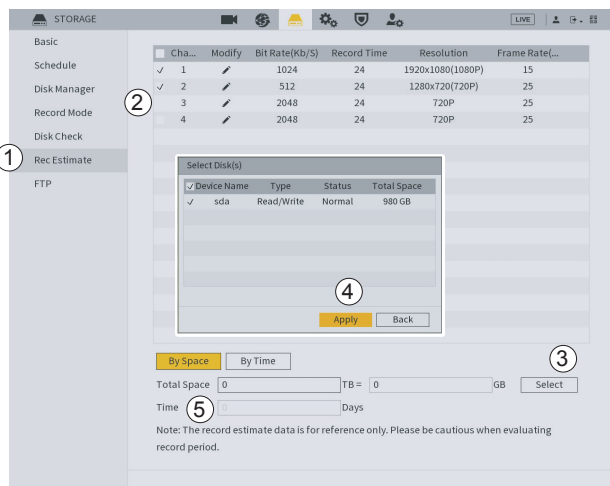 STORAGE LIVE
Basic
Schedule
Disk Manager
Record Mode
Disk Check
1 Rec Estimate
FTP
Cha... Modify Bit Rate(Kb/S) Record Time Resolution Frame Rate(...
1 1024 24 1920x1080(1080P) 15
2 512 24 1280x720(720P) 25
2 3 2048 24 720P 25
4 2048 24 720P 25
Select Disk(s)
Device Name Type Status Total Space
sda Read/Write Normal 980 GB
4
Apply Back
By Space By Time
3
Total Space 0 TB = 0 GB Select
Time 5 0 Days
Note: The record estimate data is for reference only. Please be cautious when evaluating
record period.